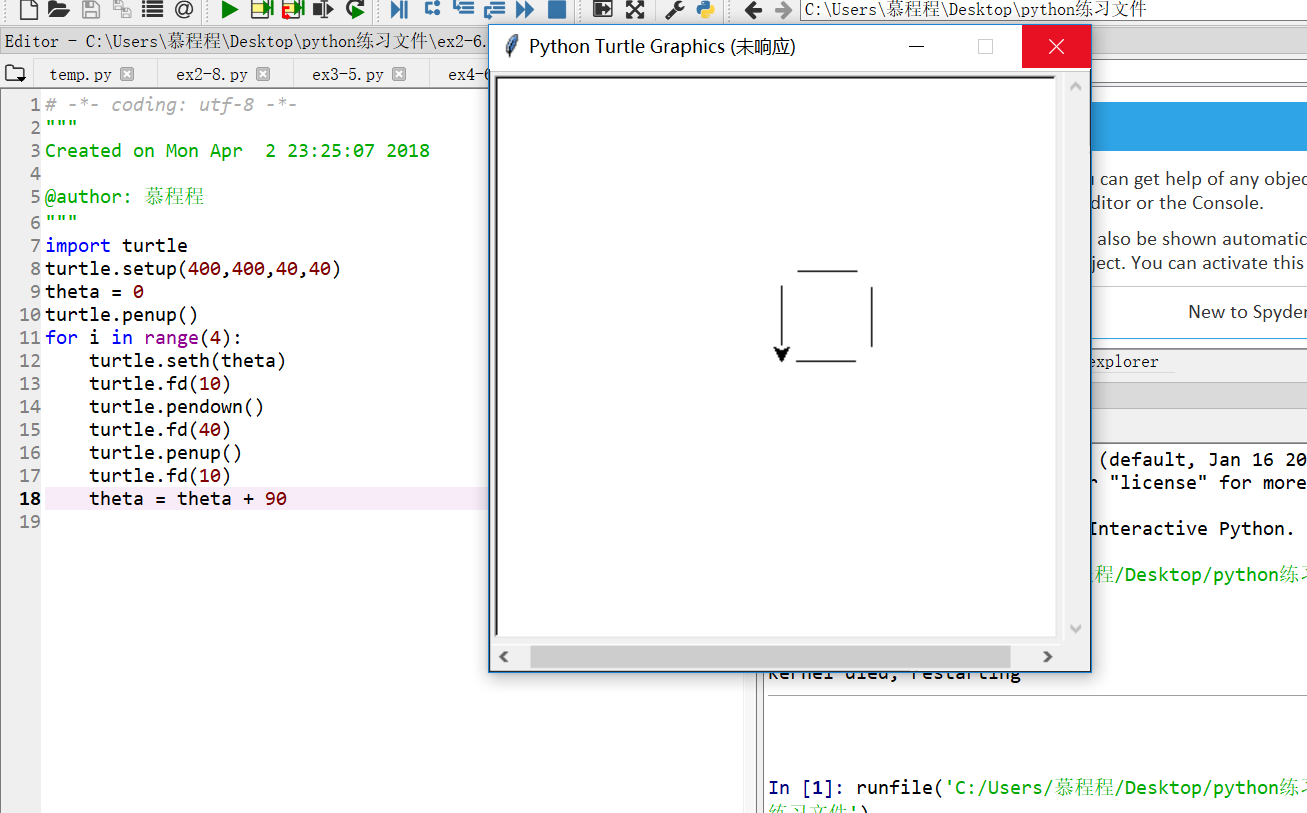 C:\Users\慕程程\Desktop\python练习文件
Editor - C:\Users\慕程程\Desktop\python练习文件\ex2-6.
temp.py
ex2-8.py
ex3-5.py
ex4-
1 # -*- coding: utf-8 -*-
2 """
3 Created on Mon Apr  2 23:25:07 2018
4
5 @author: 慕程程
6 """
7 import turtle
8 turtle.setup(400,400,40,40)
9 theta = 0
10 turtle.penup()
11 for i in range(4):
12     turtle.seth(theta)
13     turtle.fd(10)
14     turtle.pendown()
15     turtle.fd(40)
16     turtle.penup()
17     turtle.fd(10)
18     theta = theta + 90
19
Python Turtle Graphics (未响应)
can get help of any objec
ditor or the Console.
also be shown automatic
ject. You can activate this
New to Spyder
explorer
(default, Jan 16 20
"license" for more
Interactive Python.
程/Desktop/python练
Kernel died, restarting
In [1]: runfile('C:/Users/慕程程/Desktop/python练
练习文件')